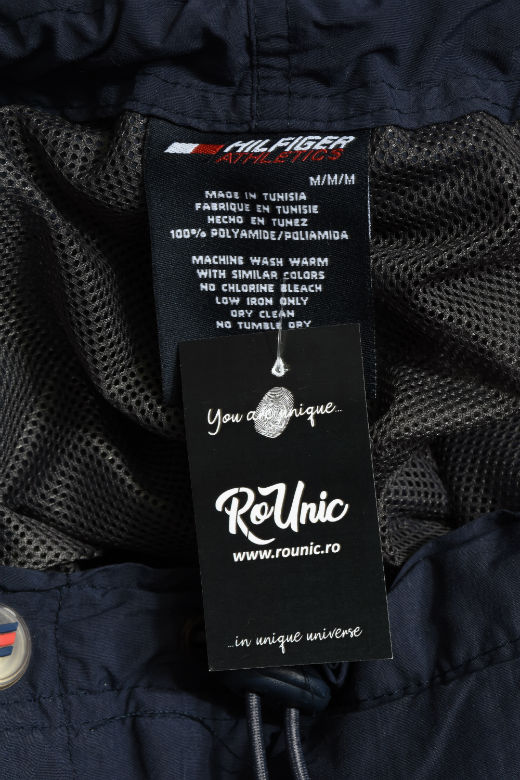 HILFIGER
ATHLETICS
M/M/M
MADE IN TUNISIA
FABRIQUE EN TUNISIE
HECHO EN TUNEZ
100% POLYAMIDE/POLIAMIDA
MACHINE WASH WARM
WITH SIMILAR COLORS
NO CHLORINE BLEACH
LOW IRON ONLY
DRY CLEAN
NO TUMBLE DRY
You are unique...
RoUnic
www.rounic.ro
...in unique universe